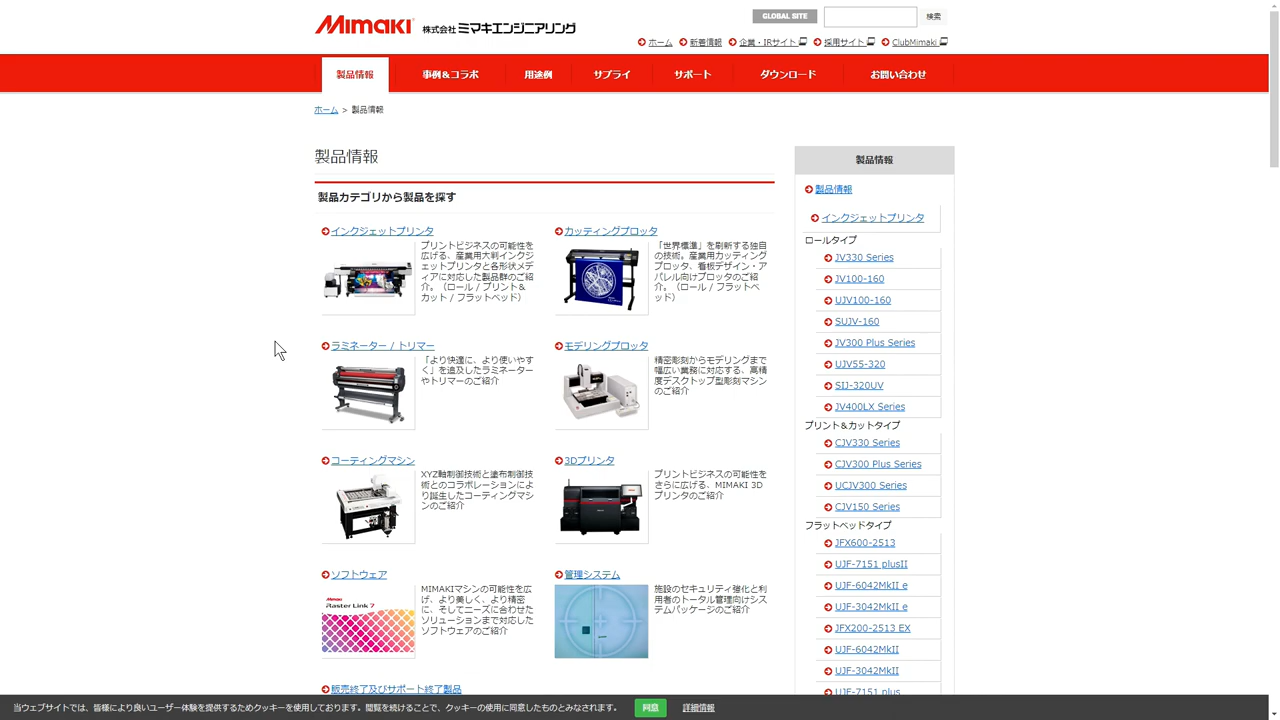 Mimaki 株式会社 ミマキエンジニアリング
GLOBAL SITE
検索
ホーム 新着情報 企業・IRサイト 採用サイト ClubMimaki
製品情報 事例&コラボ 用途例 サプライ サポート ダウンロード お問い合わせ
ホーム > 製品情報
製品情報
製品カテゴリから製品を探す
インクジェットプリンタ
プリントビジネスの可能性を
広げる、産業用大判インクジ
ェットプリンタと各形状メデ
ィアに対応した製品群のご紹
介。（ロール / プリント＆
カット / フラットベッド）
カッティングプロッタ
「世界標準」を刷新する独自
の技術。産業用カッティング
プロッタ、看板デザイン・ア
パレル向けプロッタのご紹
介。（ロール / フラットベ
ッド）
ラミネーター / トリマー
「より快適に、より使いやす
く」を追及したラミネーター
やトリマーのご紹介
モデリングプロッタ
精密彫刻からモデリングまで
幅広い業務に対応する、高精
度デスクトップ型彫刻マシン
のご紹介
コーティングマシン
XYZ軸制御技術と塗布制御技
術とのコラボレーションによ
り誕生したコーティングマシ
ンのご紹介
3Dプリンタ
プリントビジネスの可能性を
さらに広げる、MIMAKI 3D
プリンタのご紹介
ソフトウェア
Mimaki
Raster Link 7
MIMAKIマシンの可能性を広
げ、より美しく、より精密
に、そしてニーズに合わせた
ソリューションまで対応した
ソフトウェアのご紹介
管理システム
施設のセキュリティ強化と利
用者のトータル管理向けシス
テムパッケージのご紹介
販売終了及びサポート終了製品
製品情報
製品情報
インクジェットプリンタ
ロールタイプ
JV330 Series
JV100-160
UJV100-160
SUJV-160
JV300 Plus Series
UJV55-320
SIJ-320UV
JV400LX Series
プリント＆カットタイプ
CJV330 Series
CJV300 Plus Series
UCJV300 Series
CJV150 Series
フラットベッドタイプ
JFX600-2513
UJF-7151 plusII
UJF-6042MkII e
UJF-3042MkII e
JFX200-2513 EX
UJF-6042MkII
UJF-3042MkII
UJF-7151 plus
当ウェブサイトでは、皆様により良いユーザー体験を提供するためクッキーを使用しております。閲覧を続けることで、クッキーの使用に同意したものとみなされます。 同意 詳細情報